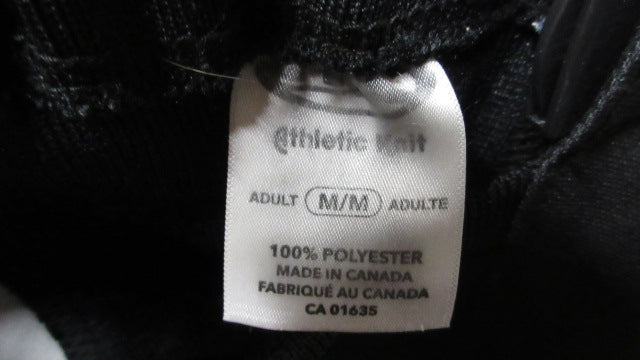 Athletic Knit
ADULT M/M ADULTE
100% POLYESTER
MADE IN CANADA
FABRIQUÉ AU CANADA
CA 01635